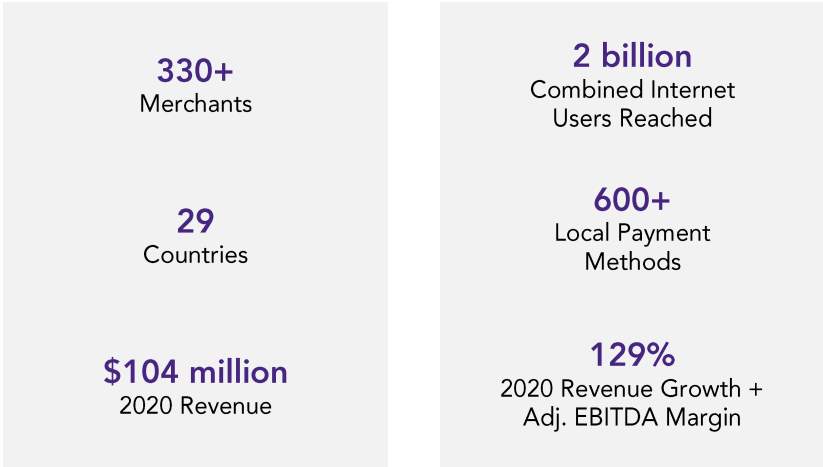 330+
Merchants
29
Countries
$104 million
2020 Revenue
2 billion
Combined Internet
Users Reached
600+
Local Payment
Methods
129%
2020 Revenue Growth +
Adj. EBITDA Margin